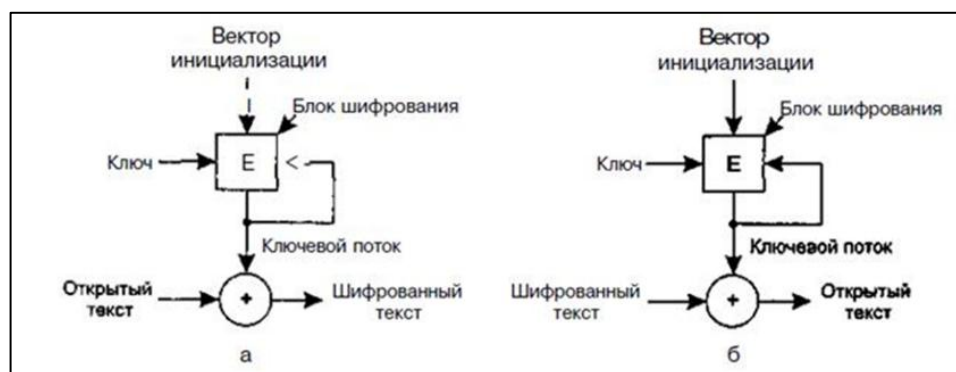 Вектор
инициализации
Блок шифрования
Ключ
E
Ключевой поток
Открытый
текст
+
Шифрованный
текст
а
Вектор
инициализации
Блок шифрования
Ключ
E
Ключевой поток
Шифрованный
текст
+
Открытый
текст
б